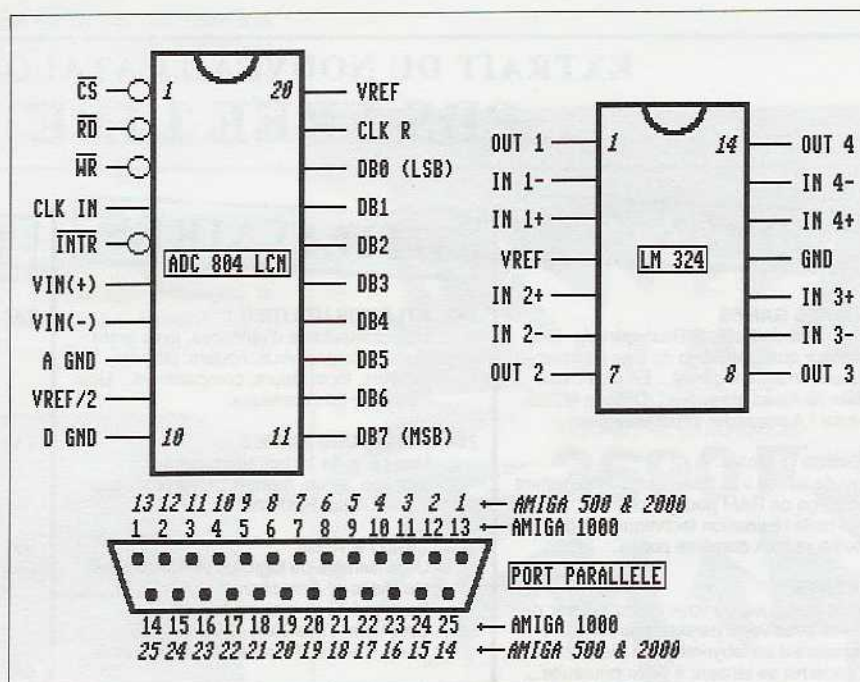 EXTRAIT DU NOUVEAU
1 20
C̅S̅ VREF
R̅D̅ CLK R
W̅R̅ DB0 (LSB)
CLK IN DB1
I̅N̅T̅R̅ DB2
ADC 804 LCN
VIN(+) DB3
VIN(-) DB4
A GND DB5
VREF/2 DB6
D GND 10 11 DB7 (MSB)
OUT 1 1 14 OUT 4
IN 1- IN 4-
IN 1+ IN 4+
VREF LM 324 GND
IN 2+ IN 3+
IN 2- IN 3-
OUT 2 7 8 OUT 3
13 12 11 10 9 8 7 6 5 4 3 2 1 ← AMIGA 500 & 2000
1 2 3 4 5 6 7 8 9 10 11 12 13 ← AMIGA 1000
PORT PARALLELE
14 15 16 17 18 19 20 21 22 23 24 25 ← AMIGA 1000
25 24 23 22 21 20 19 18 17 16 15 14 ← AMIGA 500 & 2000